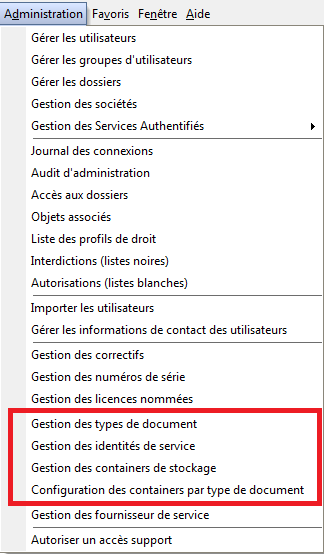 Administration Favoris Fenêtre Aide
Gérer les utilisateurs
Gérer les groupes d'utilisateurs
Gérer les dossiers
Gestion des sociétés
Gestion des Services Authentifiés
Journal des connexions
Audit d'administration
Accès aux dossiers
Objets associés
Liste des profils de droit
Interdictions (listes noires)
Autorisations (listes blanches)
Importer les utilisateurs
Gérer les informations de contact des utilisateurs
Gestion des correctifs
Gestion des numéros de série
Gestion des licences nommées
Gestion des types de document
Gestion des identités de service
Gestion des containers de stockage
Configuration des containers par type de document
Gestion des fournisseur de service
Autoriser un accès support